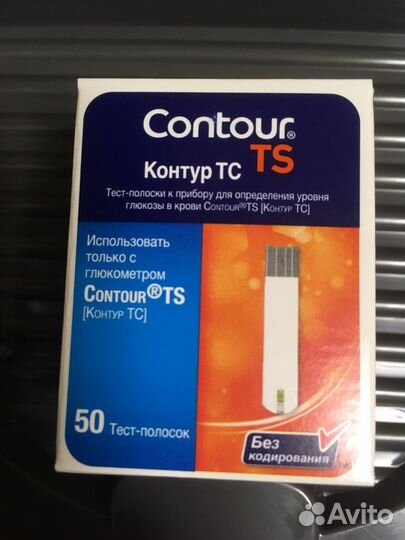 Contour®
TS
Контур ТС
Тест-полоски к прибору для определения уровня
глюкозы в крови CONTOUR®TS [КОНТУР ТС]
Использовать
только с
глюкометром
CONTOUR®TS
[КОНТУР ТС]
50 Тест-полосок
Без
кодирования
Avito